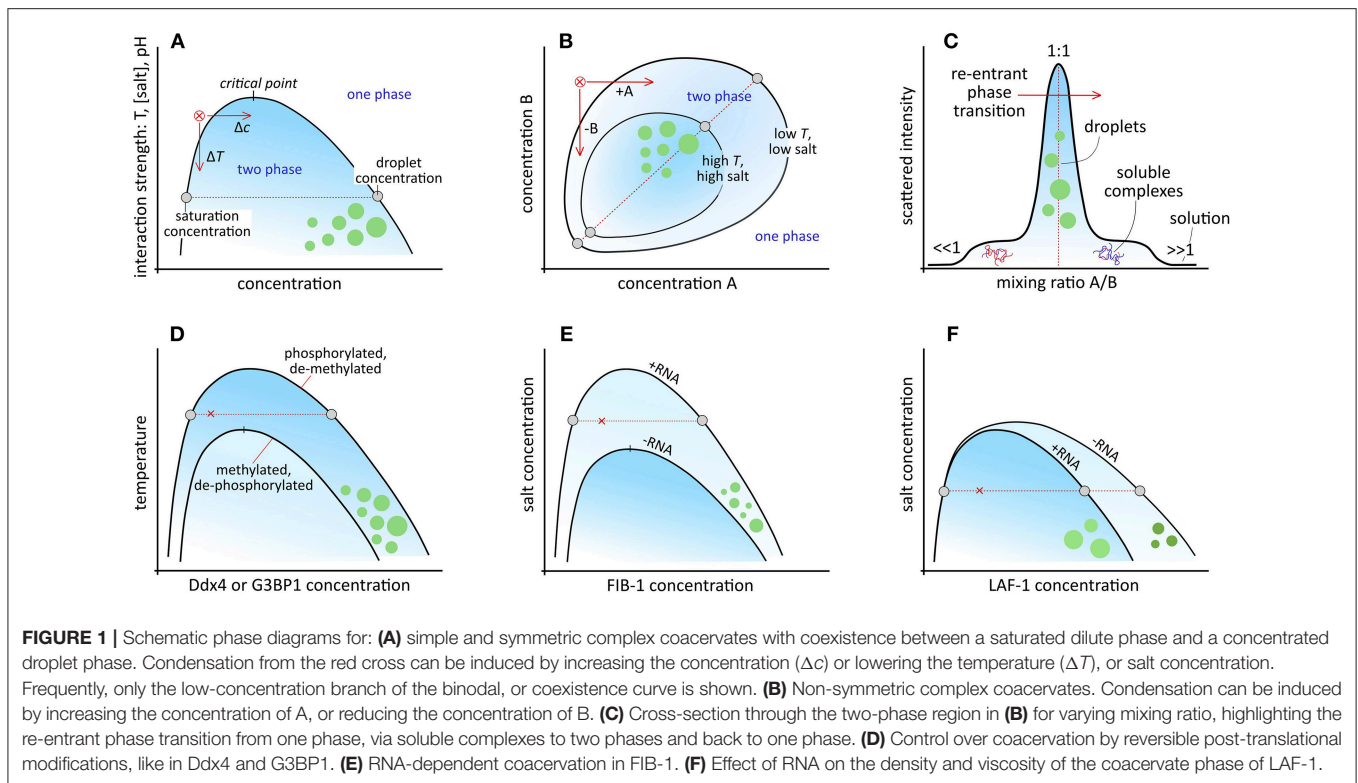 A
interaction strength: T, [salt], pH
critical point
one phase
Δc
ΔT
two phase
droplet
concentration
saturation
concentration
concentration
B
concentration B
+A
-B
two phase
low T,
low salt
high T,
high salt
one phase
concentration A
C
1:1
re-entrant
phase
transition
droplets
soluble
complexes
solution
<<1
>>1
scattered intensity
mixing ratio A/B
D
phosphorylated,
de-methylated
temperature
methylated,
de-phosphorylated
Ddx4 or G3BP1 concentration
E
+RNA
-RNA
salt concentration
FIB-1 concentration
F
+RNA
-RNA
salt concentration
LAF-1 concentration
FIGURE 1 | Schematic phase diagrams for: (A) simple and symmetric complex coacervates with coexistence between a saturated dilute phase and a concentrated
droplet phase. Condensation from the red cross can be induced by increasing the concentration (Δc) or lowering the temperature (ΔT), or salt concentration.
Frequently, only the low-concentration branch of the binodal, or coexistence curve is shown. (B) Non-symmetric complex coacervates. Condensation can be induced
by increasing the concentration of A, or reducing the concentration of B. (C) Cross-section through the two-phase region in (B) for varying mixing ratio, highlighting the
re-entrant phase transition from one phase, via soluble complexes to two phases and back to one phase. (D) Control over coacervation by reversible post-translational
modifications, like in Ddx4 and G3BP1. (E) RNA-dependent coacervation in FIB-1. (F) Effect of RNA on the density and viscosity of the coacervate phase of LAF-1.